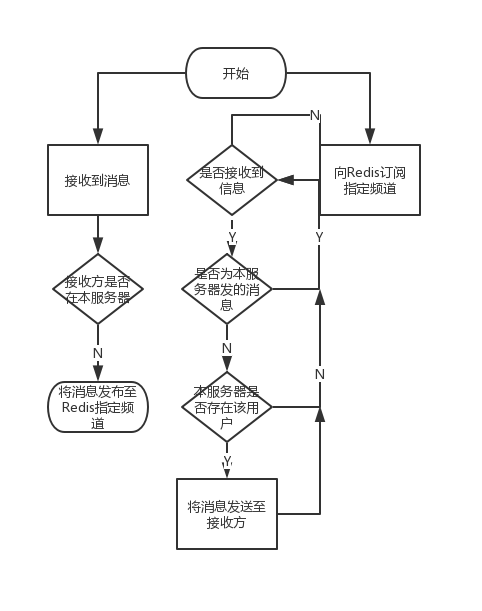 开始
N
接收到消息
是否接收到
信息
向Redis订阅
指定频道
Y
Y
接收方是否
在本服务器
是否为本服
务器发的消
息
N
N
N
将消息发布至
Redis指定频
道
本服务器是
否存在该用
户
Y
将消息发送至
接收方